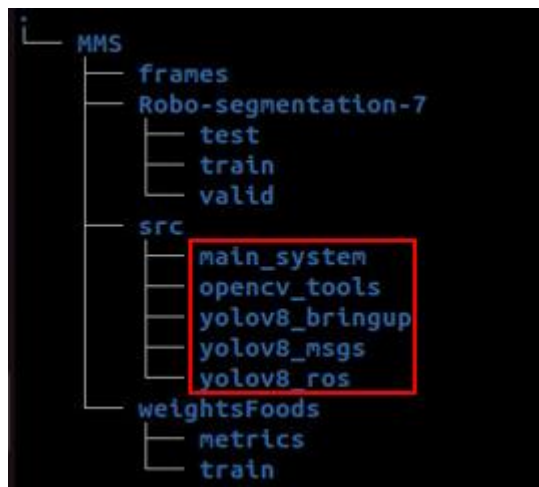 .
└── MMS
    ├── frames
    ├── Robo-segmentation-7
    │   ├── test
    │   ├── train
    │   └── valid
    ├── src
    │   ├── main_system
    │   ├── opencv_tools
    │   ├── yolov8_bringup
    │   ├── yolov8_msgs
    │   └── yolov8_ros
    └── weightsFoods
        ├── metrics
        └── train